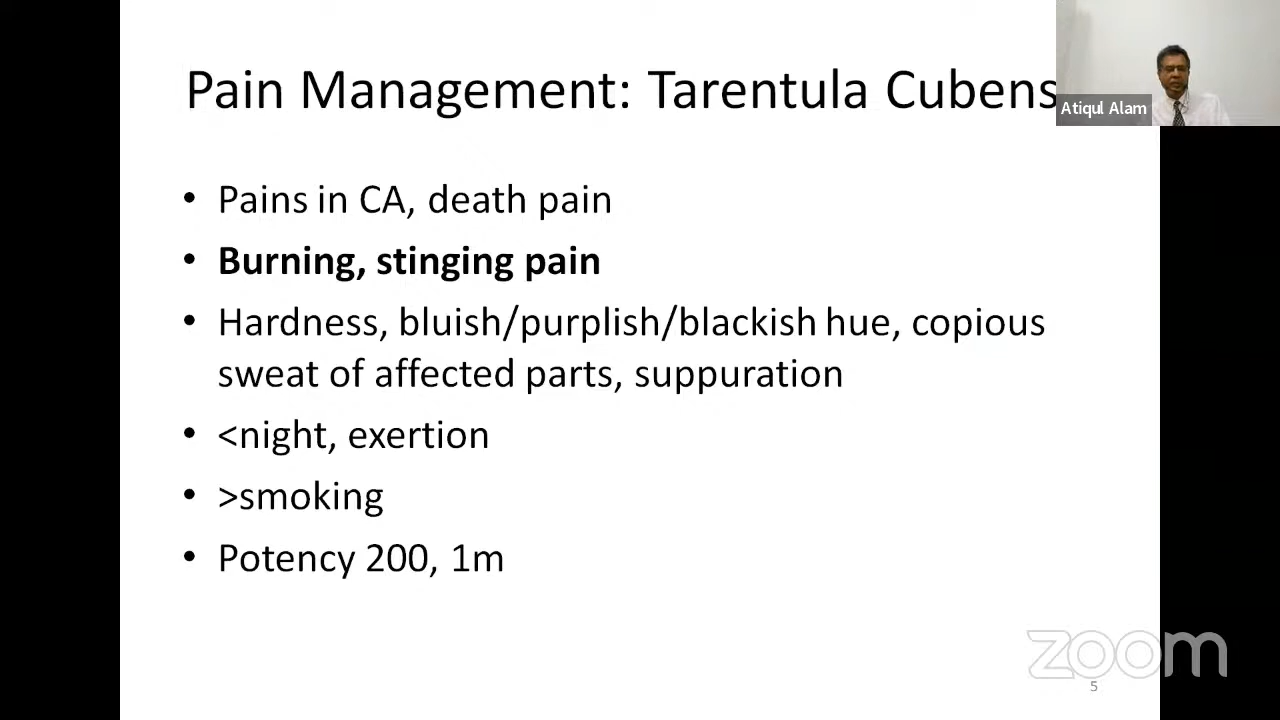 Pain Management: Tarentula Cubens
Atiqul Alam
• Pains in CA, death pain
• Burning, stinging pain
• Hardness, bluish/purplish/blackish hue, copious
sweat of affected parts, suppuration
• <night, exertion
• >smoking
• Potency 200, 1m
zoom
5